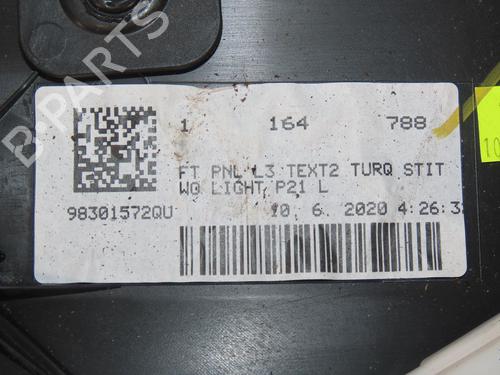 B-PARTS
1 164 788
FT PNL L3 TEXT2 TURQ STIT
WO LIGHT P21 L
98301572QU
10. 6. 2020 4:26:3
10